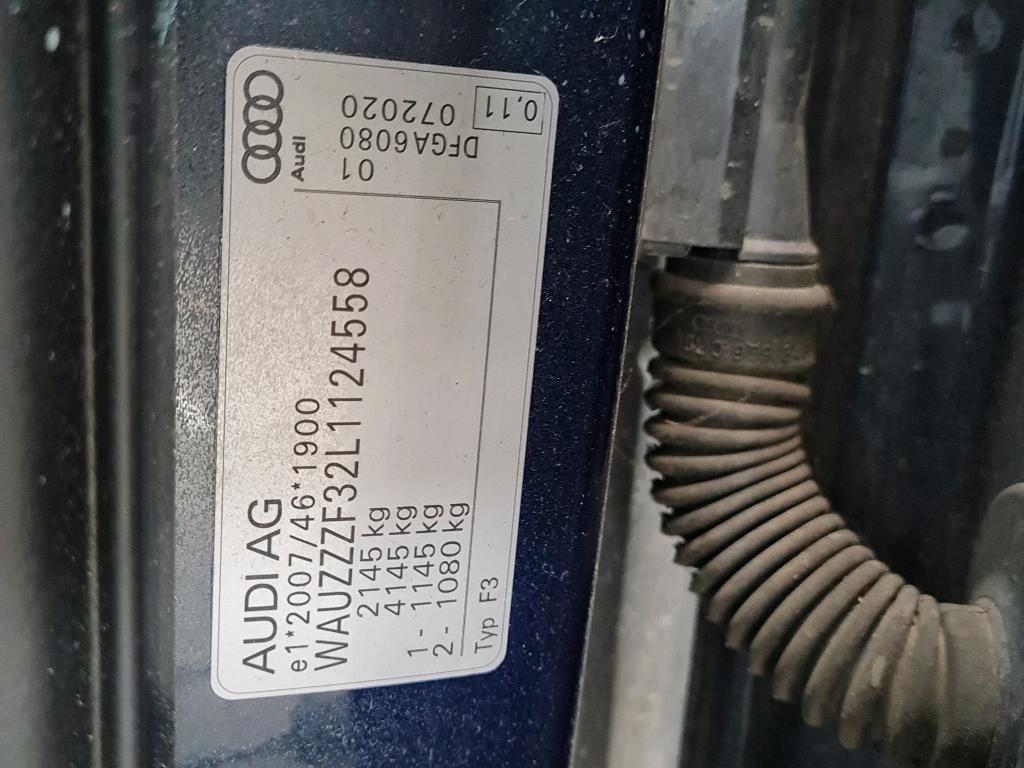 AUDI AG
e1*2007/46*1900
WAUZZZF32L1124558
2145 kg
4145 kg
1 - 1145 kg
2 - 1080 kg
Typ F3
Audi
01
DFGA6080
072020
0,11